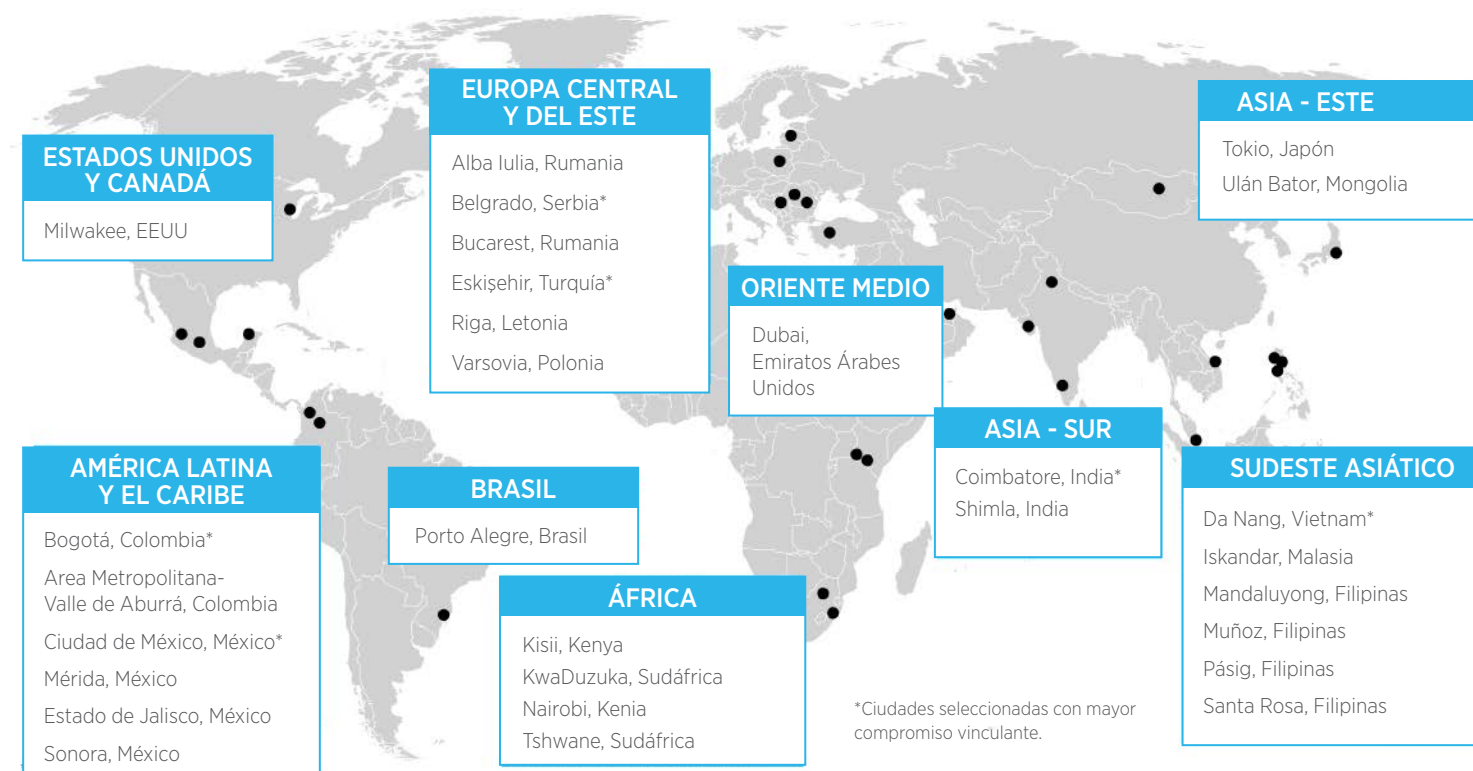 ESTADOS UNIDOS
Y CANADÁ
Milwakee, EEUU
EUROPA CENTRAL
Y DEL ESTE
Alba Iulia, Rumania
Belgrado, Serbia*
Bucarest, Rumania
Eskişehir, Turquía*
Riga, Letonia
Varsovia, Polonia
ASIA - ESTE
Tokio, Japón
Ulán Bator, Mongolia
ORIENTE MEDIO
Dubai,
Emiratos Árabes
Unidos
ASIA - SUR
Coimbatore, India*
Shimla, India
AMÉRICA LATINA
Y EL CARIBE
Bogotá, Colombia*
Area Metropolitana-
Valle de Aburrá, Colombia
Ciudad de México, México*
Mérida, México
Estado de Jalisco, México
Sonora, México
BRASIL
Porto Alegre, Brasil
ÁFRICA
Kisii, Kenya
KwaDuzuka, Sudáfrica
Nairobi, Kenia
Tshwane, Sudáfrica
SUDESTE ASIÁTICO
Da Nang, Vietnam*
Iskandar, Malasia
Mandaluyong, Filipinas
Muñoz, Filipinas
Pásig, Filipinas
Santa Rosa, Filipinas
*Ciudades seleccionadas con mayor
compromiso vinculante.